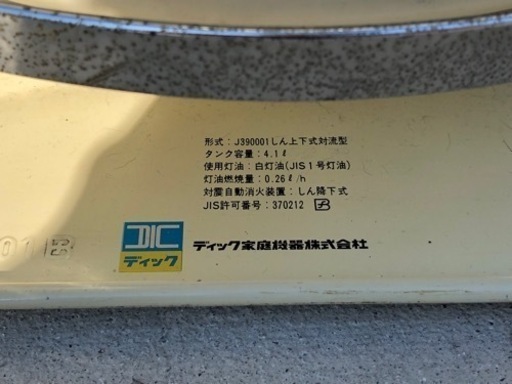 形式：J390001しん上下式対流型
タンク容量：4.1ℓ
使用灯油：白灯油(JIS1号灯油)
灯油燃焼量：0.26ℓ/h
対震自動消火装置：しん降下式
JIS許可番号：370212
DIC
ディック
ディック家庭機器株式会社